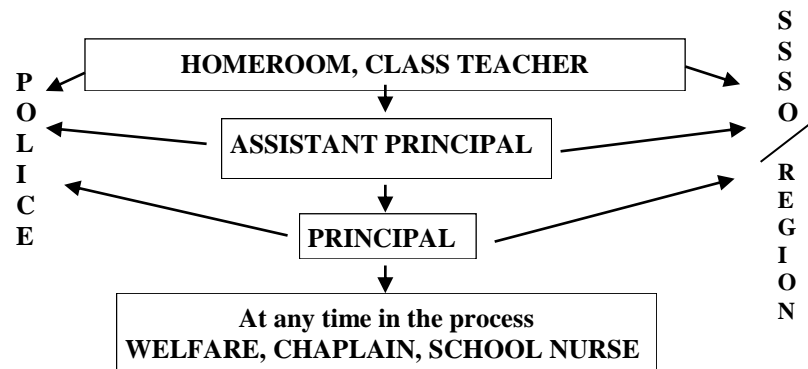 POLICE
HOMEROOM, CLASS TEACHER
ASSISTANT PRINCIPAL
PRINCIPAL
At any time in the process
WELFARE, CHAPLAIN, SCHOOL NURSE
SSSO/REGION